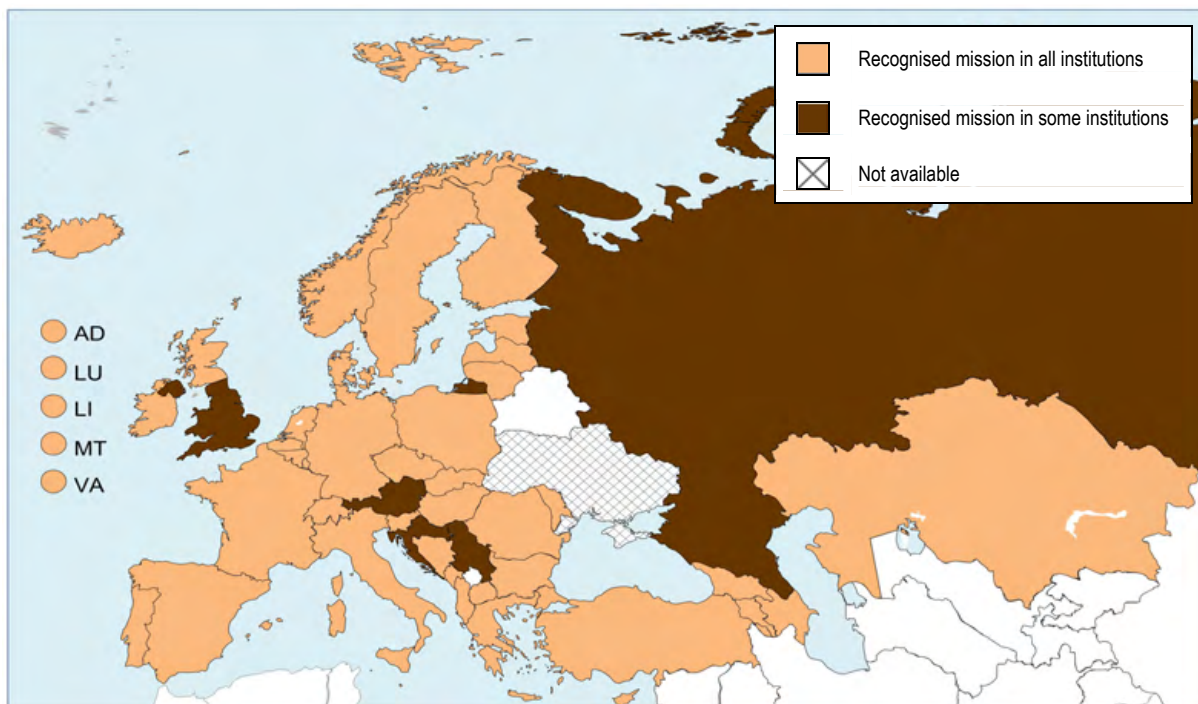 Recognised mission in all institutions
Recognised mission in some institutions
Not available
AD
LU
LI
MT
VA